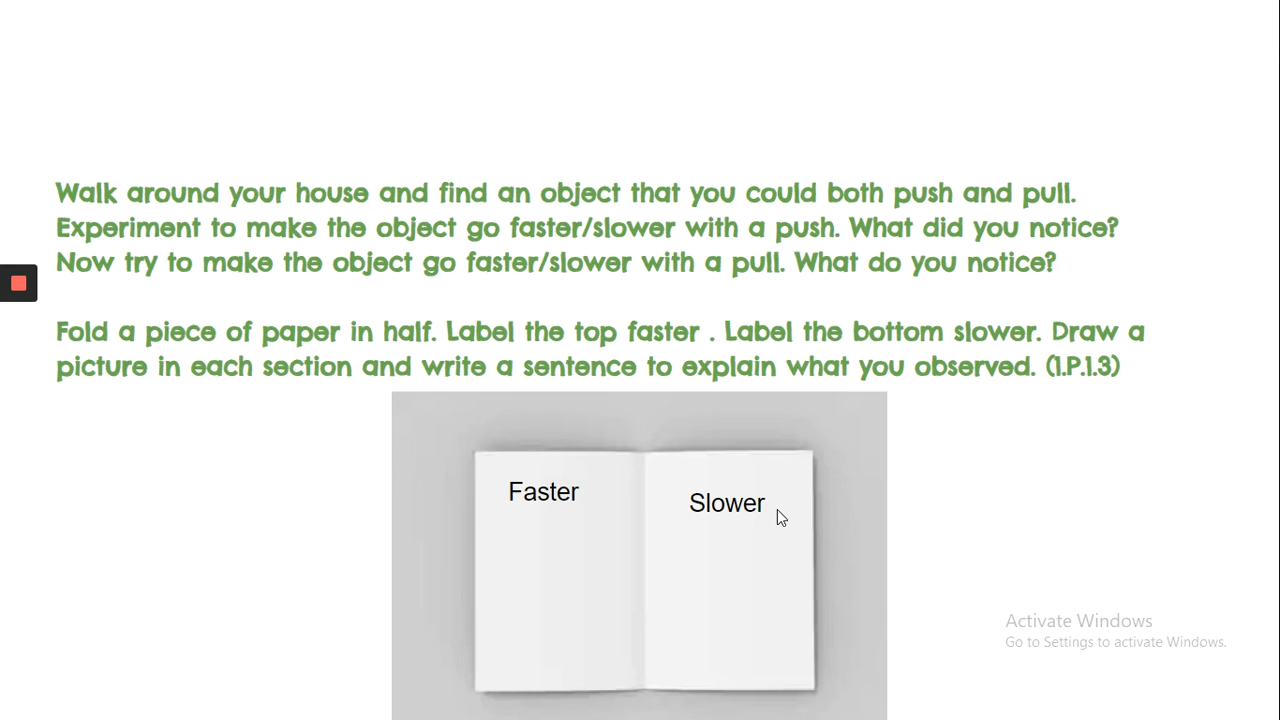 Walk around your house and find an object that you could both push and pull.
Experiment to make the object go faster/slower with a push. What did you notice?
Now try to make the object go faster/slower with a pull. What do you notice?
Fold a piece of paper in half. Label the top faster . Label the bottom slower. Draw a
picture in each section and write a sentence to explain what you observed. (1.P.1.3)
Faster
Slower
Activate Windows
Go to Settings to activate Windows.